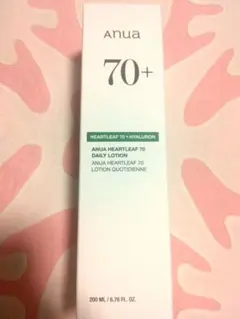 ANUA
70+
HEARTLEAF 70 + HYALURON
ANUA HEARTLEAF 70
DAILY LOTION
ANUA HEARTLEAF 70
LOTION QUOTIDIENNE
200 ML / 6.76 FL. OZ.